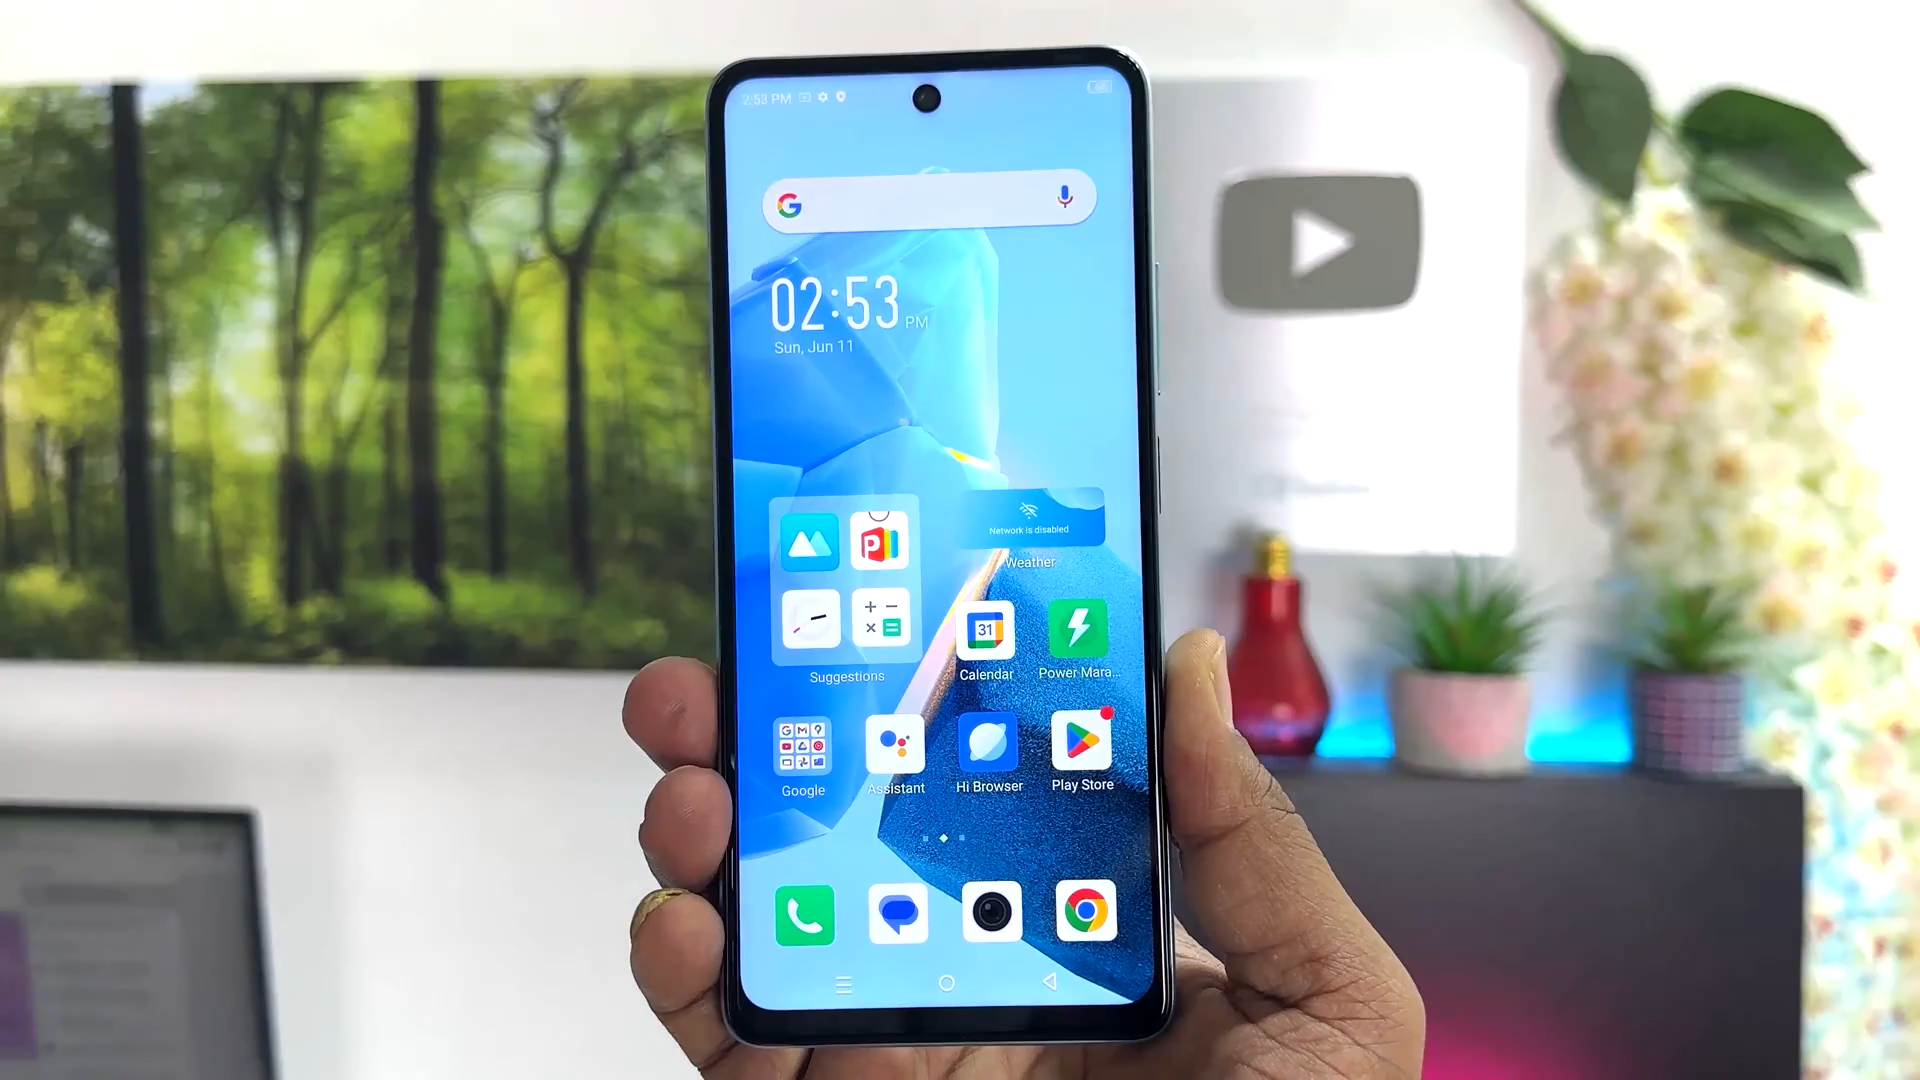 2:53 PM
02:53 PM
Sun, Jun 11
Network is disabled
Weather
31
Suggestions
Calendar
Power Mara...
Google
Assistant
Hi Browser
Play Store